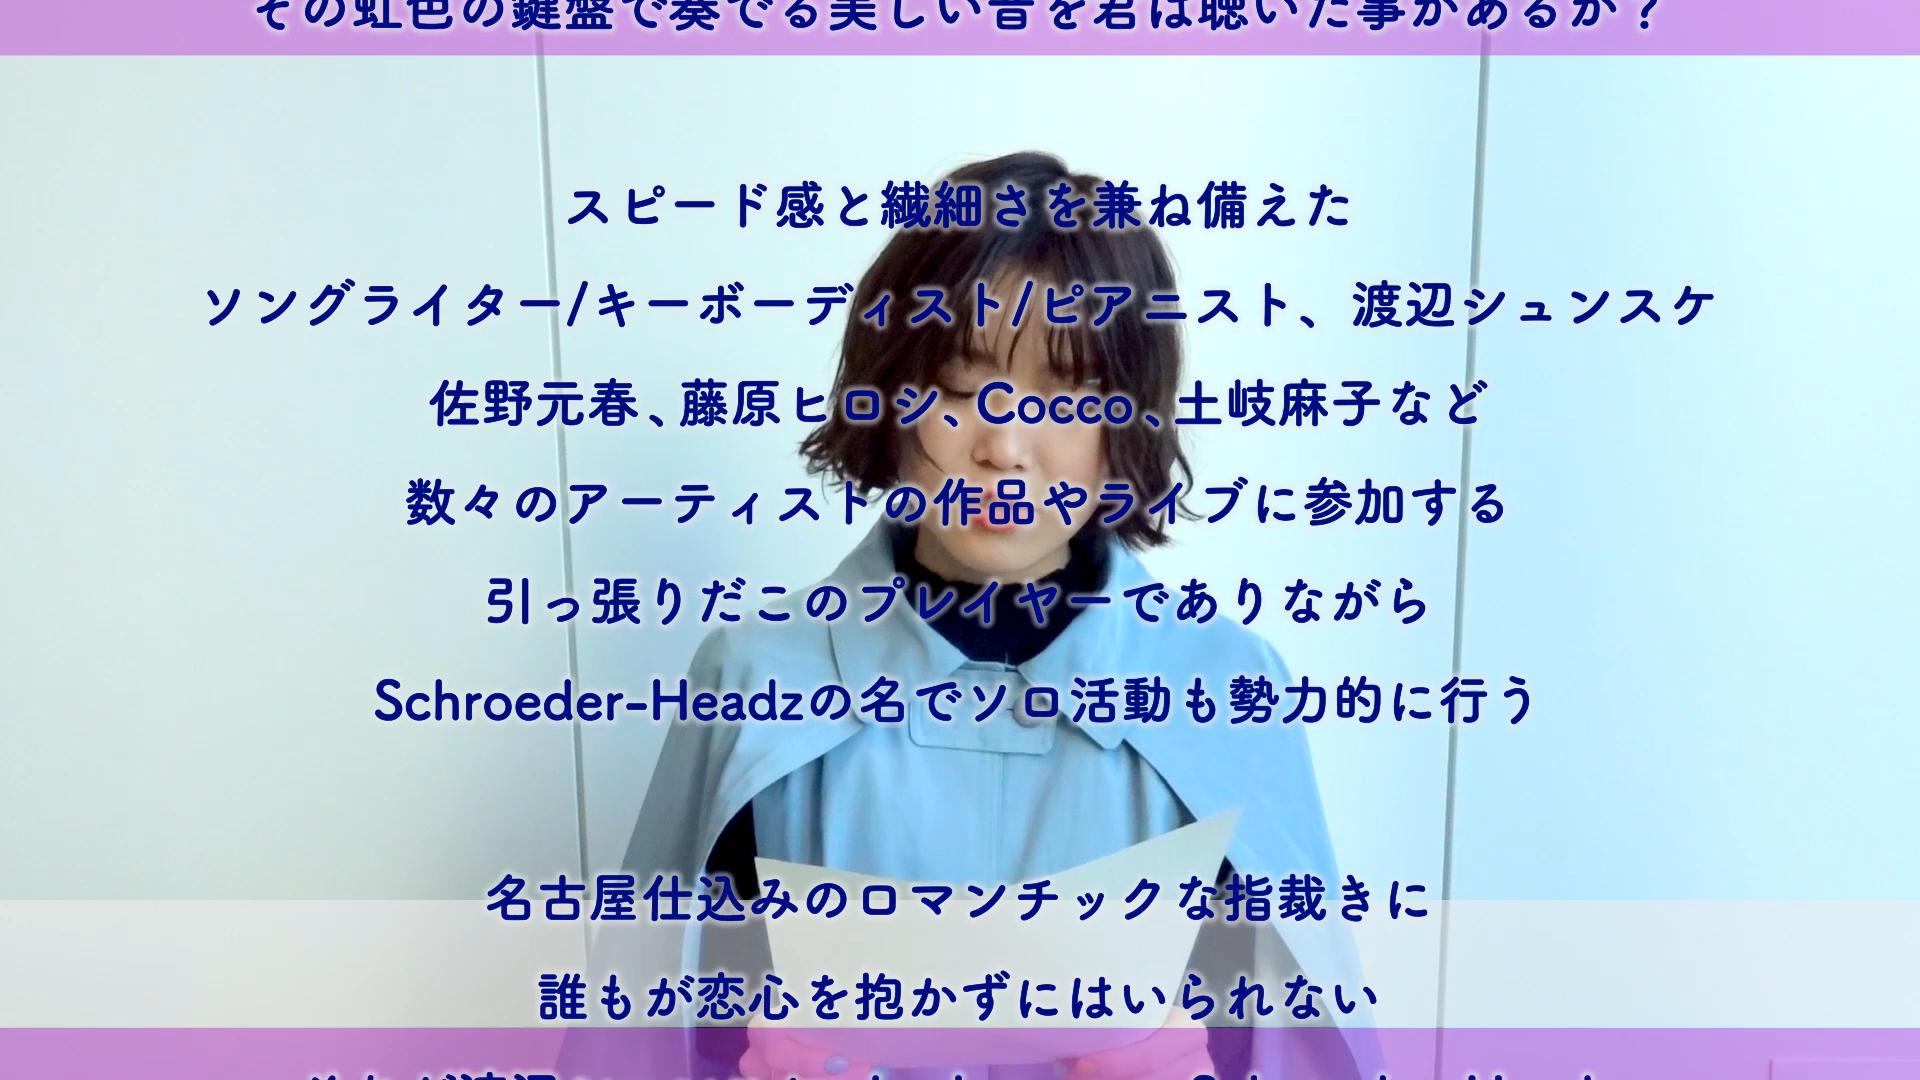 その虹色の鍵盤で奏でる美しい音を君は聴いた事があるか？
スピード感と繊細さを兼ね備えた
ソングライター/キーボーディスト/ピアニスト、渡辺シュンスケ
佐野元春、藤原ヒロシ、Cocco、土岐麻子など
数々のアーティストの作品やライブに参加する
引っ張りだこのプレイヤーでありながら
Schroeder-Headzの名でソロ活動も勢力的に行う
名古屋仕込みのロマンチックな指裁きに
誰もが恋心を抱かずにはいられない